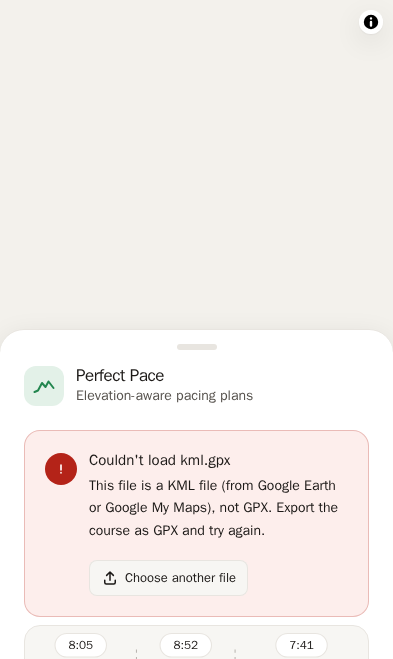 Perfect Pace
Elevation-aware pacing plans
!
Couldn't load kml.gpx
This file is a KML file (from Google Earth
or Google My Maps), not GPX. Export the
course as GPX and try again.
Choose another file
8:05 8:52 7:41